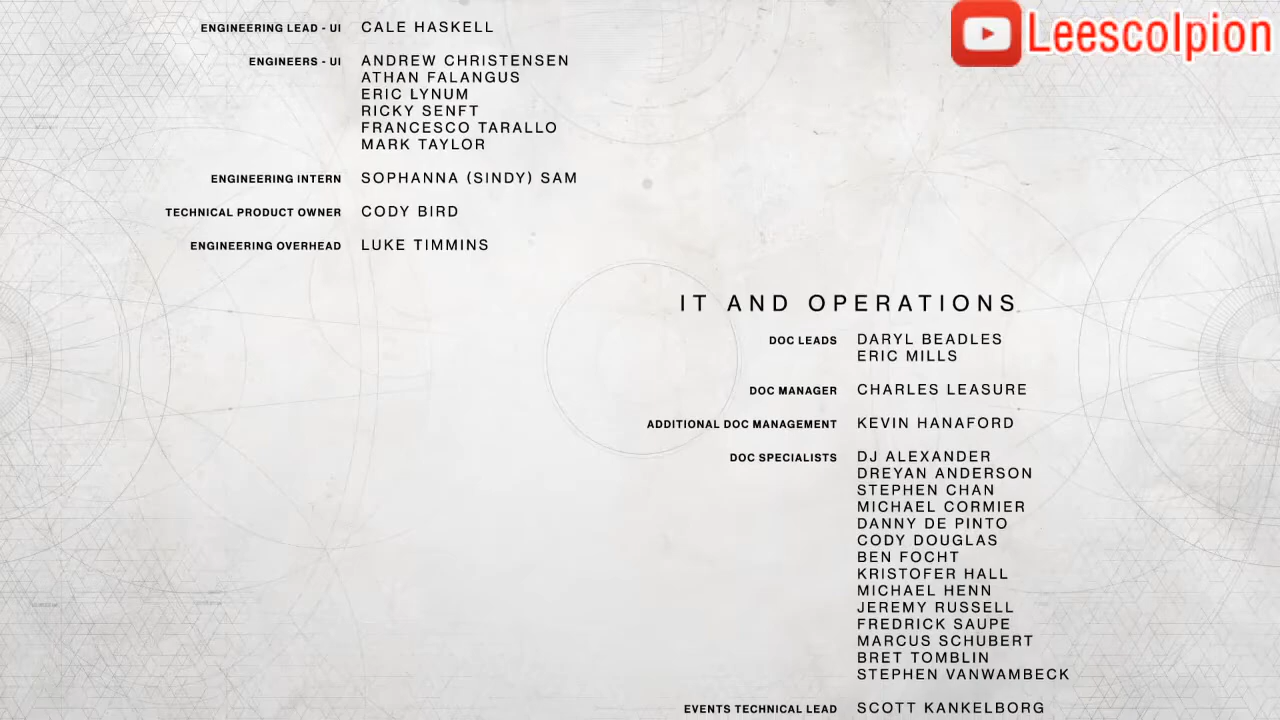 Leescolpion
ENGINEERING LEAD - UI CALE HASKELL
ENGINEERS - UI ANDREW CHRISTENSEN
ATHAN FALANGUS
ERIC LYNUM
RICKY SENFT
FRANCESCO TARALLO
MARK TAYLOR
ENGINEERING INTERN SOPHANNA (SINDY) SAM
TECHNICAL PRODUCT OWNER CODY BIRD
ENGINEERING OVERHEAD LUKE TIMMINS
IT AND OPERATIONS
DOC LEADS DARYL BEADLES
ERIC MILLS
DOC MANAGER CHARLES LEASURE
ADDITIONAL DOC MANAGEMENT KEVIN HANAFORD
DOC SPECIALISTS DJ ALEXANDER
DREYAN ANDERSON
STEPHEN CHAN
MICHAEL CORMIER
DANNY DE PINTO
CODY DOUGLAS
BEN FOCHT
KRISTOFER HALL
MICHAEL HENN
JEREMY RUSSELL
FREDRICK SAUPE
MARCUS SCHUBERT
BRET TOMBLIN
STEPHEN VANWAMBECK
EVENTS TECHNICAL LEAD SCOTT KANKELBORG